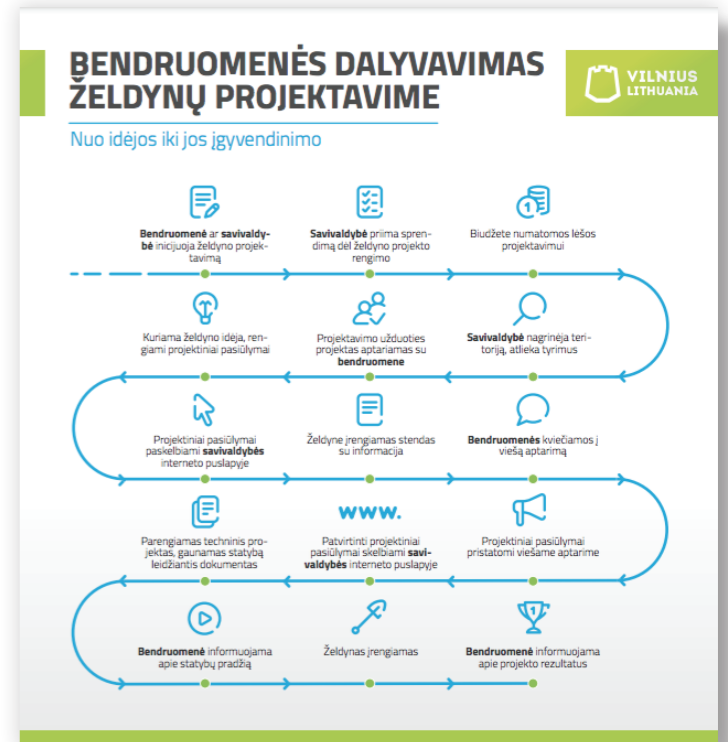 BENDRUOMENĖS DALYVAVIMAS
ŽELDYNŲ PROJEKTAVIME
VILNIUS
LITHUANIA
Nuo idėjos iki jos įgyvendinimo
Bendruomenė ar savivaldy-
bė inicijuoja želdyno projek-
tavimą
Savivaldybė priima spren-
dimą dėl želdyno projekto
rengimo
1
Biudžete numatomos lėšos
projektavimui
Savivaldybė nagrinėja teri-
toriją, atlieka tyrimus
Projektavimo užduoties
projektas aptariamas su
bendruomene
Kuriama želdyno idėja, ren-
giami projektiniai pasiūlymai
Projektiniai pasiūlymai
paskelbiami savivaldybės
interneto puslapyje
Želdyne įrengiamas stendas
su informacija
Bendruomenės kviečiamos į
viešą aptarimą
Projektiniai pasiūlymai
pristatomi viešame aptarime
www.
Patvirtinti projektiniai
pasiūlymai skelbiami savi-
valdybės interneto puslapyje
Parengiamas techninis pro-
jektas, gaunamas statybą
leidžiantis dokumentas
Bendruomenė informuojama
apie statybų pradžią
Želdynas įrengiamas
1
Bendruomenė informuojama
apie projekto rezultatus